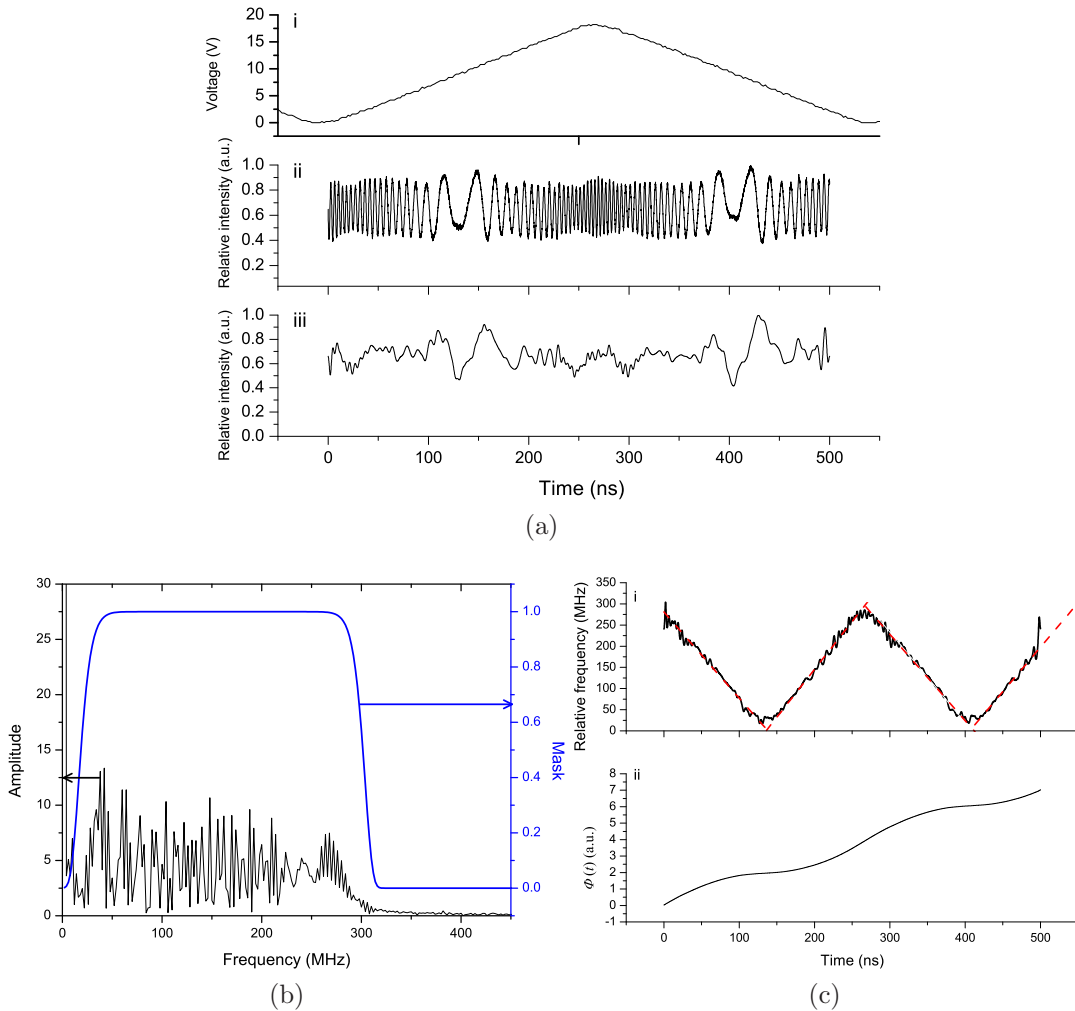 i
Voltage (V)
20
15
10
5
0
ii
Relative intensity (a.u.)
1.0
0.8
0.6
0.4
0.2
iii
Relative intensity (a.u.)
1.0
0.8
0.6
0.4
0.2
0.0
0 100 200 300 400 500
Time (ns)
(a)
Amplitude
30
25
20
15
10
5
0
Mask
1.0
0.8
0.6
0.4
0.2
0.0
0 100 200 300 400
Frequency (MHz)
(b)
i
Relative frequency (MHz)
350
300
250
200
150
100
50
0
ii
Φ (t) (a.u.)
8
7
6
5
4
3
2
1
0
-1
0 100 200 300 400 500
Time (ns)
(c)